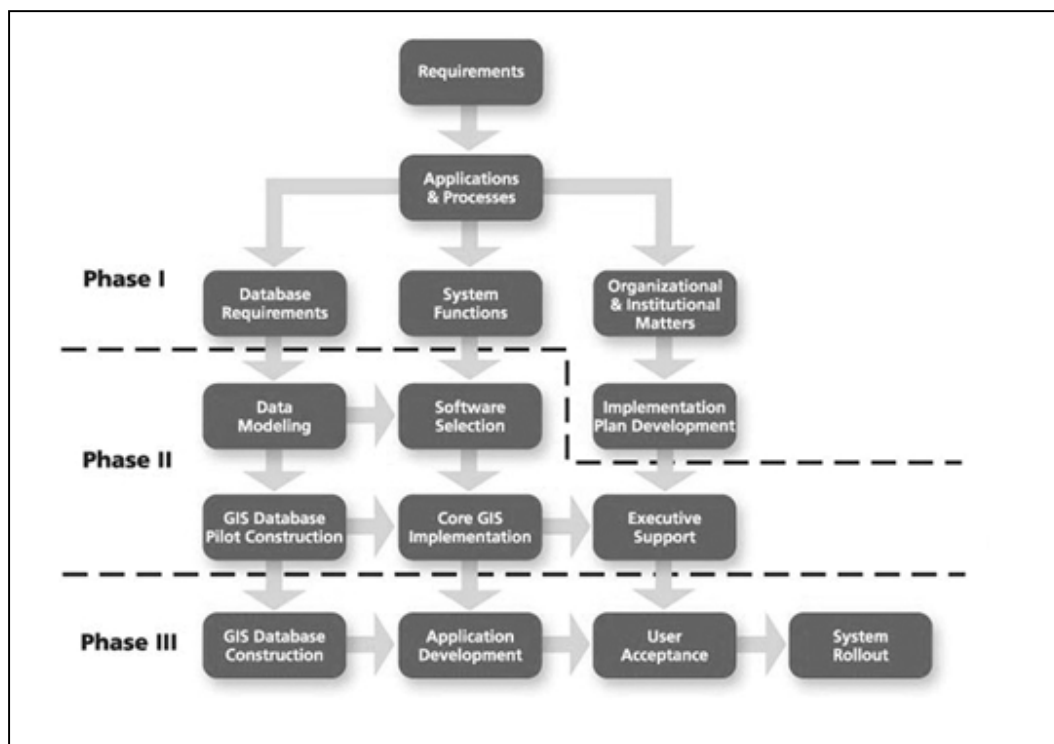 Requirements
Applications
& Processes
Phase I
Database
Requirements
System
Functions
Organizational
& Institutional
Matters
Phase II
Data
Modeling
Software
Selection
Implementation
Plan Development
GIS Database
Pilot Construction
Core GIS
Implementation
Executive
Support
Phase III
GIS Database
Construction
Application
Development
User
Acceptance
System
Rollout